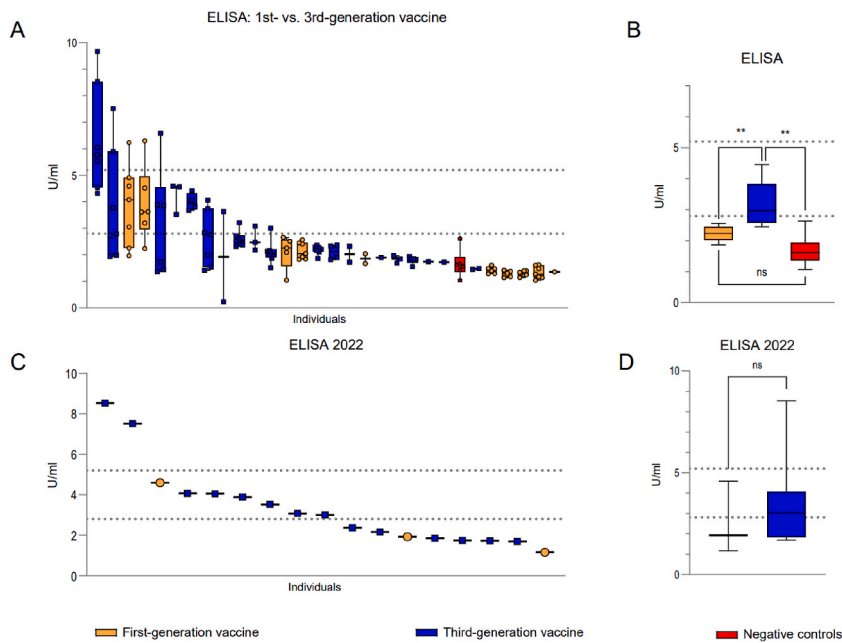 A
ELISA: 1st- vs. 3rd-generation vaccine
10
5
0
U/ml
Individuals
B
ELISA
5
0
U/ml
**
**
ns
C
ELISA 2022
10
8
6
4
2
0
U/ml
Individuals
D
ELISA 2022
10
5
0
U/ml
ns
First-generation vaccine
Third-generation vaccine
Negative controls